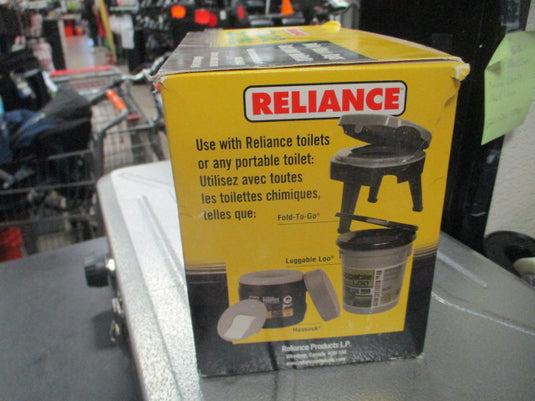 RELIANCE
Use with Reliance toilets
or any portable toilet:
Utilisez avec toutes
les toilettes chimiques,
telles que:
Fold-To-Go®
Luggable Loo®
LOO
Hassock®
Reliance Products L.P.